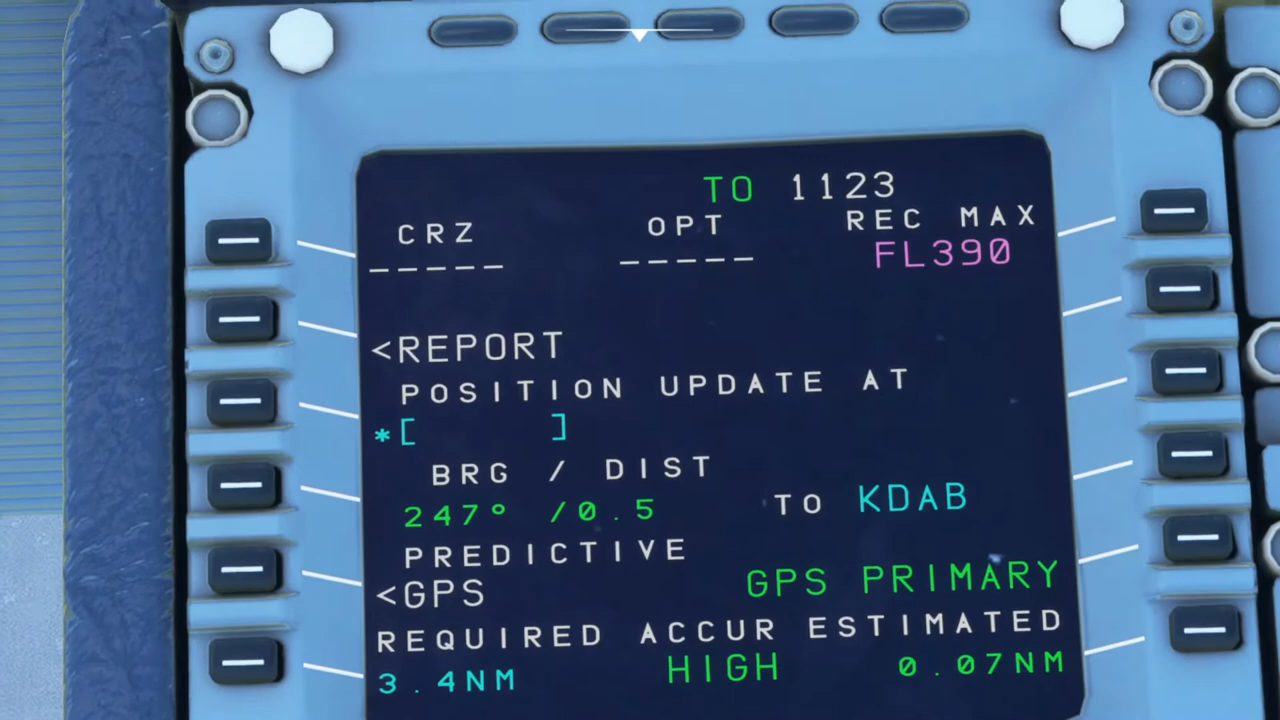 TO 1123
CRZ OPT REC MAX
----- ----- FL390
<REPORT
POSITION UPDATE AT
*[ ]
BRG / DIST
247° /0.5 TO KDAB
PREDICTIVE
<GPS GPS PRIMARY
REQUIRED ACCUR ESTIMATED
3.4NM HIGH 0.07NM